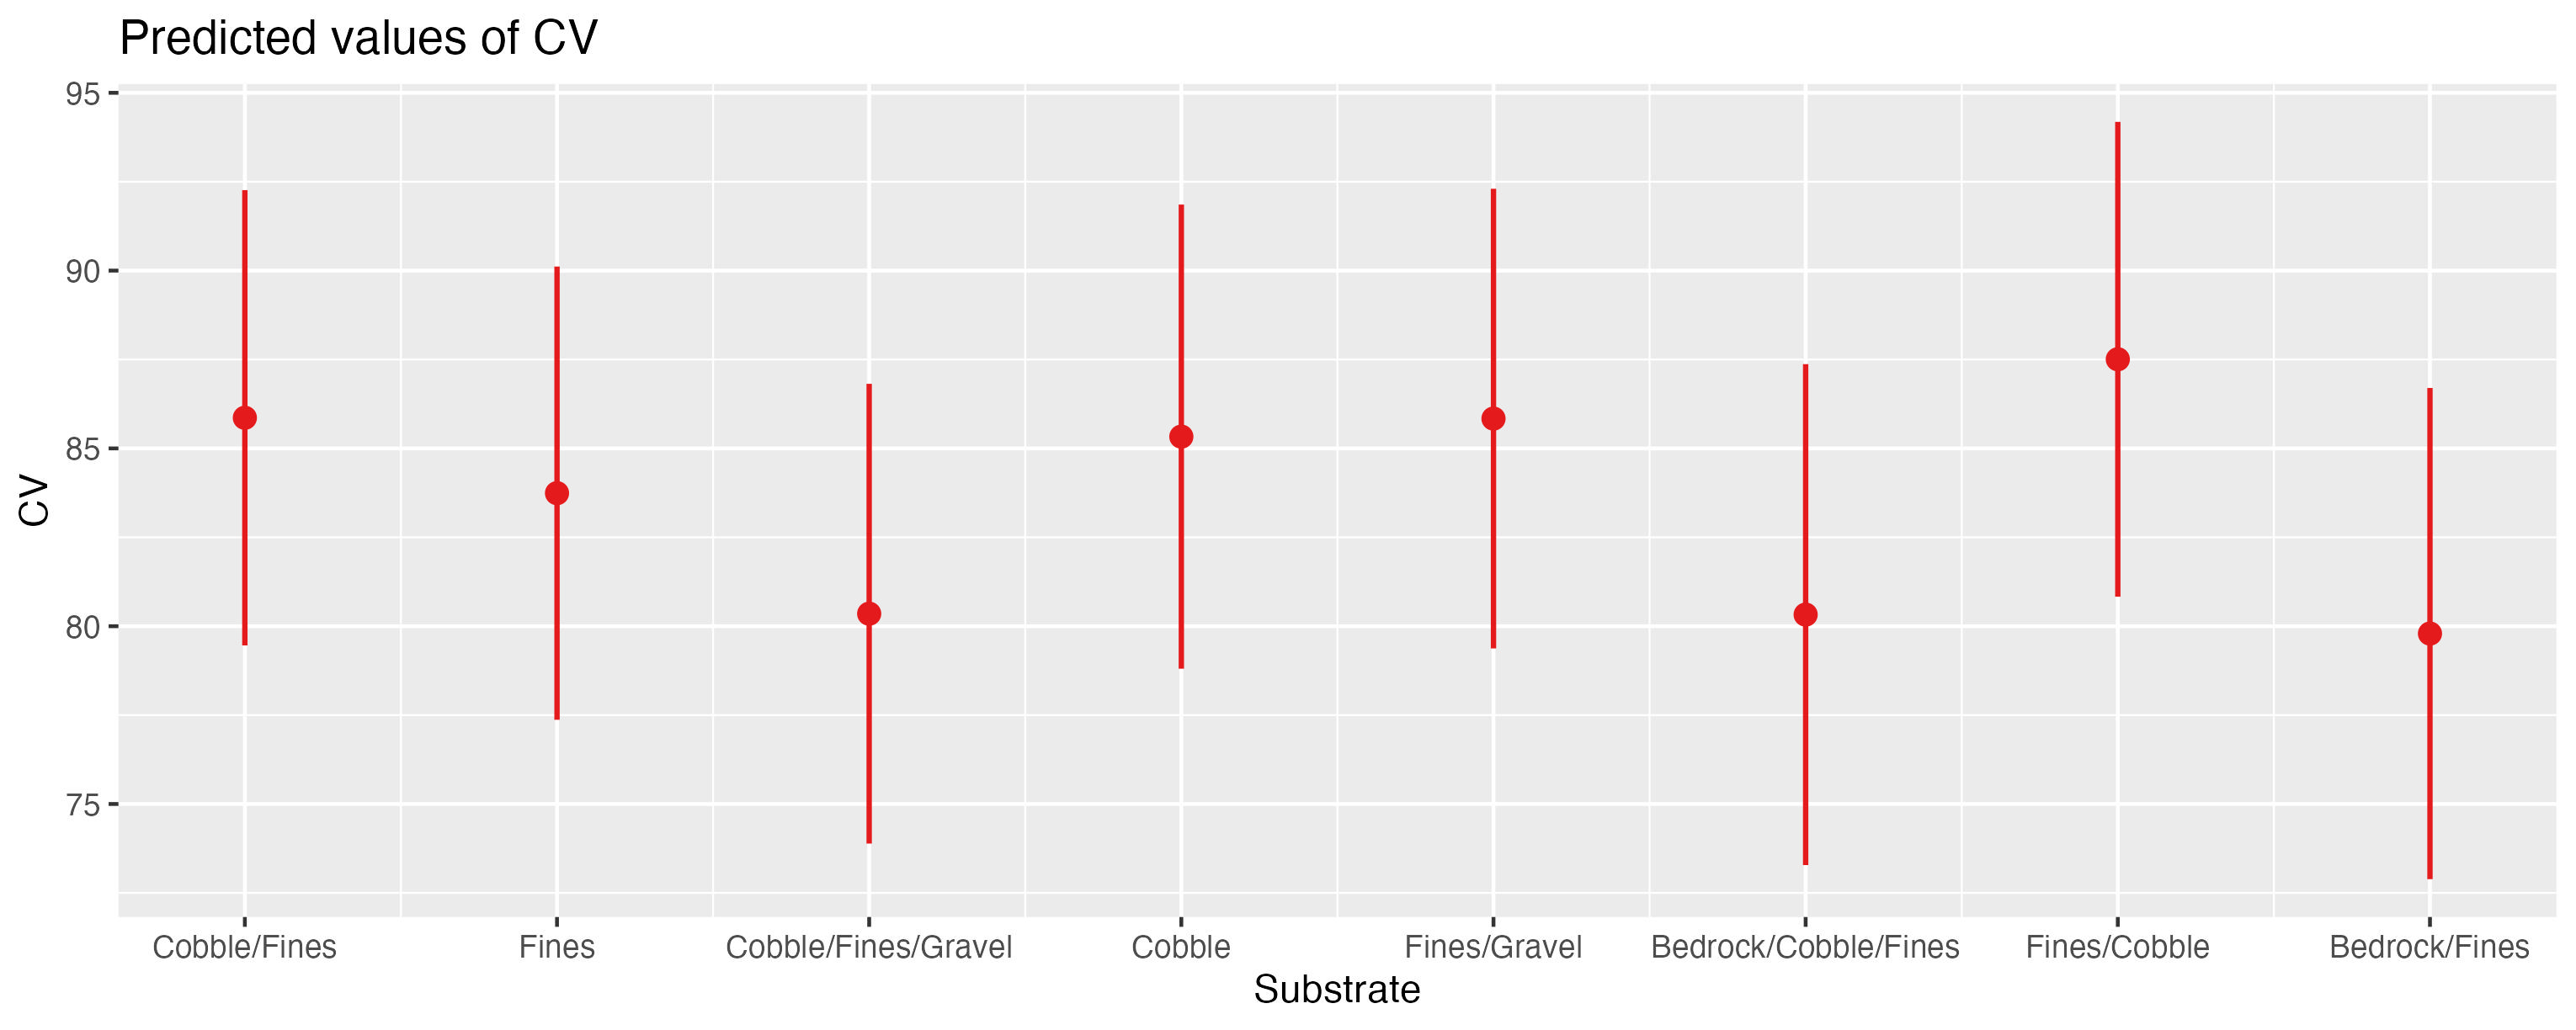 Predicted values of CV
95
90
85
80
75
CV
Cobble/Fines Fines Cobble/Fines/Gravel Cobble Fines/Gravel Bedrock/Cobble/Fines Fines/Cobble Bedrock/Fines
Substrate